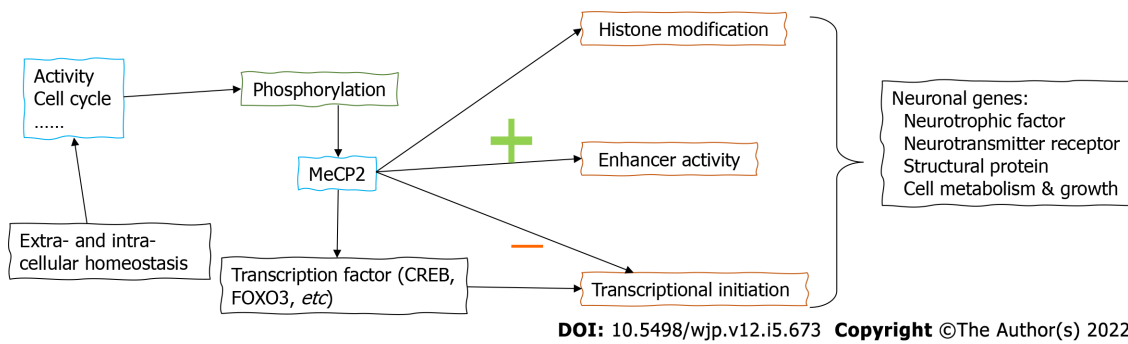 Activity
Cell cycle
......
Extra- and intra-
cellular homeostasis
Phosphorylation
MeCP2
Transcription factor (CREB,
FOXO3, etc)
+
−
Histone modification
Enhancer activity
Transcriptional initiation
Neuronal genes:
Neurotrophic factor
Neurotransmitter receptor
Structural protein
Cell metabolism & growth
DOI: 10.5498/wjp.v12.i5.673 Copyright ©The Author(s) 2022